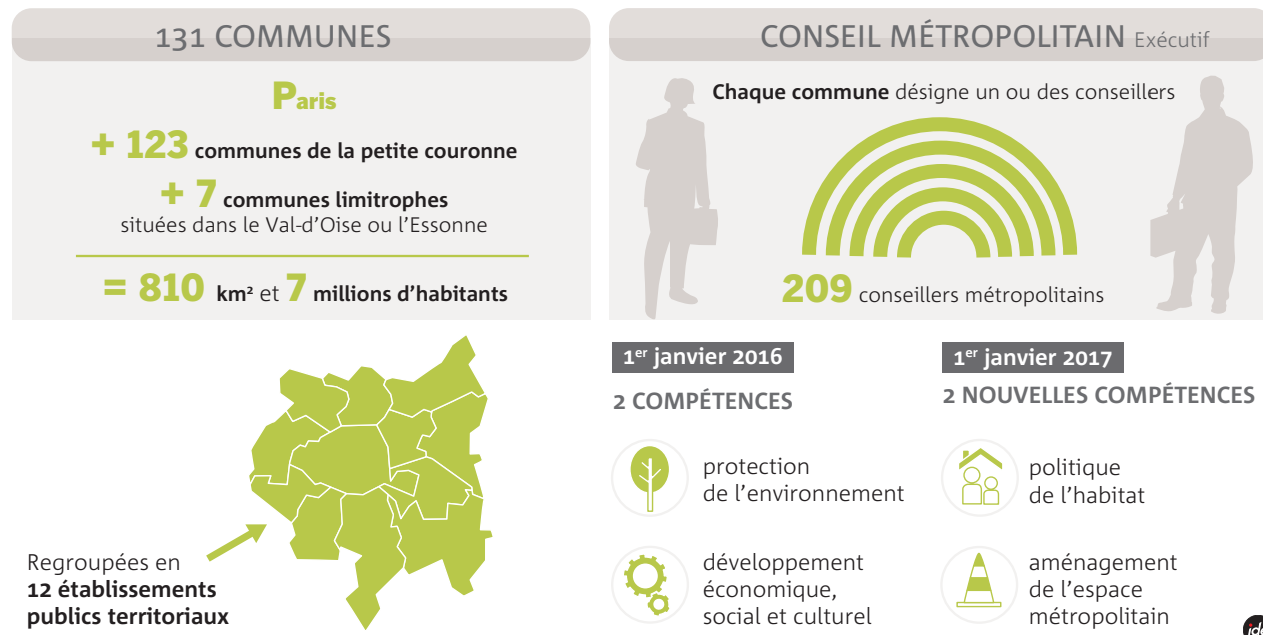 131 COMMUNES
Paris
+ 123 communes de la petite couronne
+ 7 communes limitrophes
situées dans le Val-d'Oise ou l'Essonne
= 810 km² et 7 millions d'habitants
Regroupées en
12 établissements
publics territoriaux
CONSEIL MÉTROPOLITAIN Exécutif
Chaque commune désigne un ou des conseillers
209 conseillers métropolitains
1er janvier 2016
2 COMPÉTENCES
protection
de l'environnement
développement
économique,
social et culturel
1er janvier 2017
2 NOUVELLES COMPÉTENCES
politique
de l'habitat
aménagement
de l'espace
métropolitain